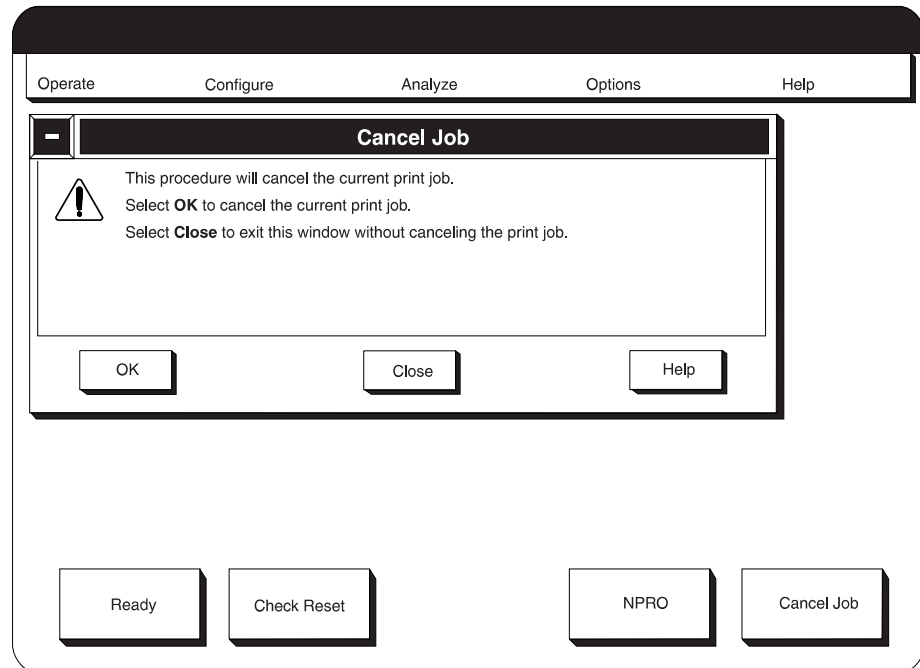 Operate Configure Analyze Options Help
Cancel Job
This procedure will cancel the current print job.
Select OK to cancel the current print job.
Select Close to exit this window without canceling the print job.
OK Close Help
Ready Check Reset NPRO Cancel Job